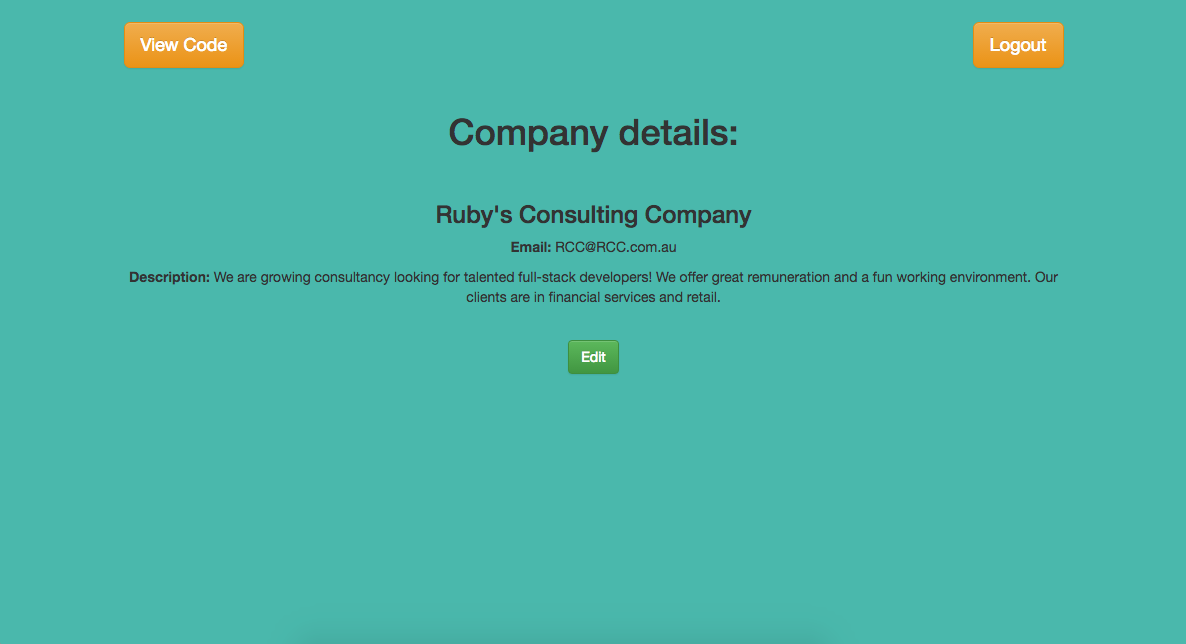 View Code
Logout
Company details:
Ruby's Consulting Company
Email: RCC@RCC.com.au
Description: We are growing consultancy looking for talented full-stack developers! We offer great remuneration and a fun working environment. Our
clients are in financial services and retail.
Edit